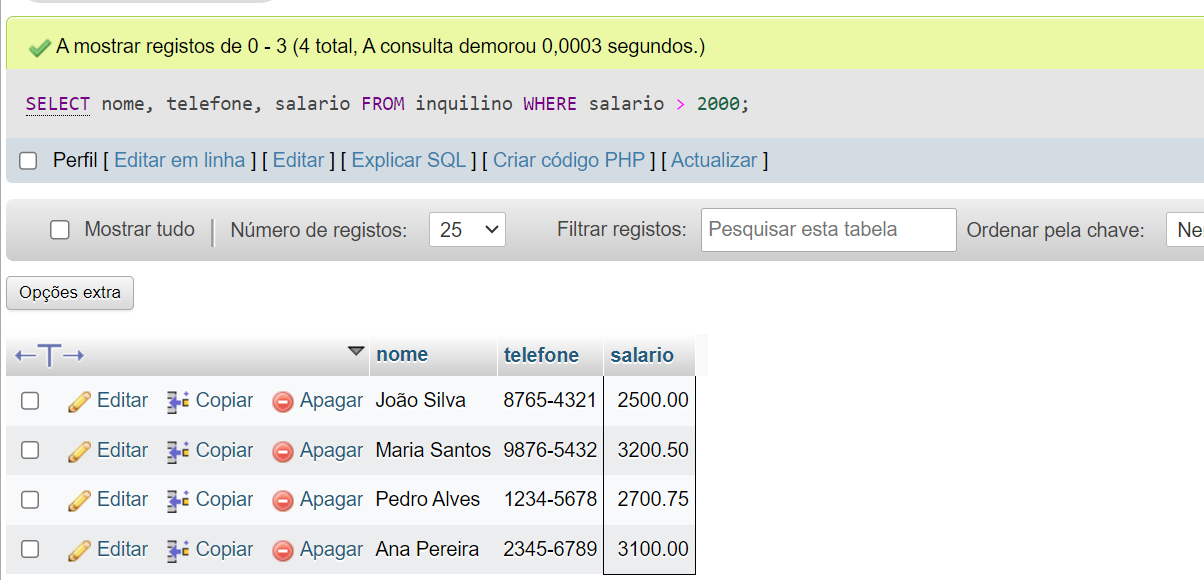 A mostrar registos de 0 - 3 (4 total, A consulta demorou 0,0003 segundos.)
SELECT nome, telefone, salario FROM inquilino WHERE salario > 2000;
Perfil [ Editar em linha ] [ Editar ] [ Explicar SQL ] [ Criar código PHP ] [ Actualizar ]
Mostrar tudo | Número de registos: 25 Filtrar registos: Pesquisar esta tabela Ordenar pela chave:
Opções extra
nome telefone salario
Editar Copiar Apagar João Silva 8765-4321 2500.00
Editar Copiar Apagar Maria Santos 9876-5432 3200.50
Editar Copiar Apagar Pedro Alves 1234-5678 2700.75
Editar Copiar Apagar Ana Pereira 2345-6789 3100.00